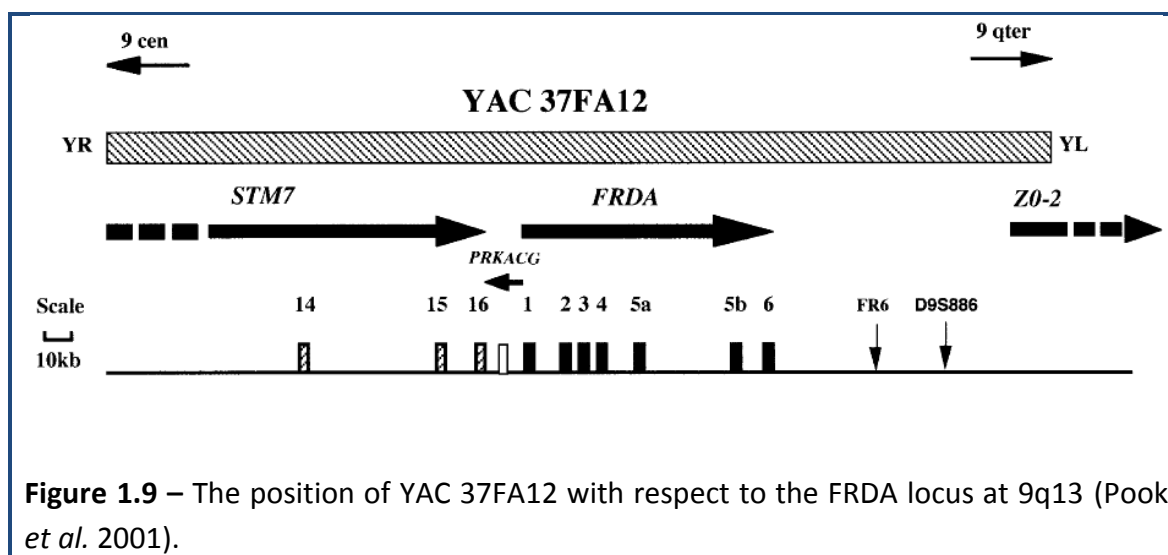 9 cen 9 qter
YAC 37FA12
YR YL
STM7 FRDA Z0-2
PRKACG
Scale 14 15 16 1 2 3 4 5a 5b 6 FR6 D9S886
10kb
Figure 1.9 – The position of YAC 37FA12 with respect to the FRDA locus at 9q13 (Pook
et al. 2001).